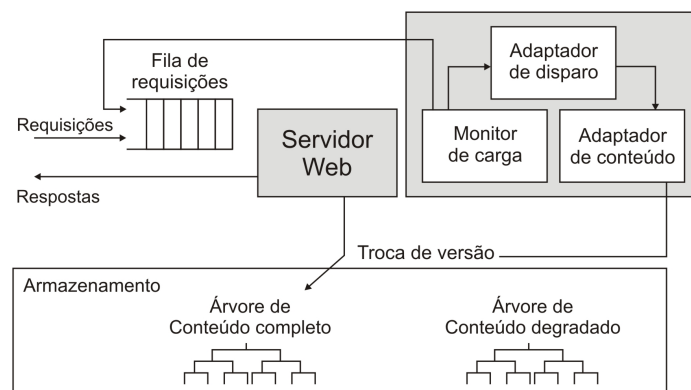 Fila de
requisições
Requisições
Respostas
Servidor
Web
Adaptador
de disparo
Monitor
de carga
Adaptador
de conteúdo
Troca de versão
Armazenamento
Árvore de
Conteúdo completo
Árvore de
Conteúdo degradado